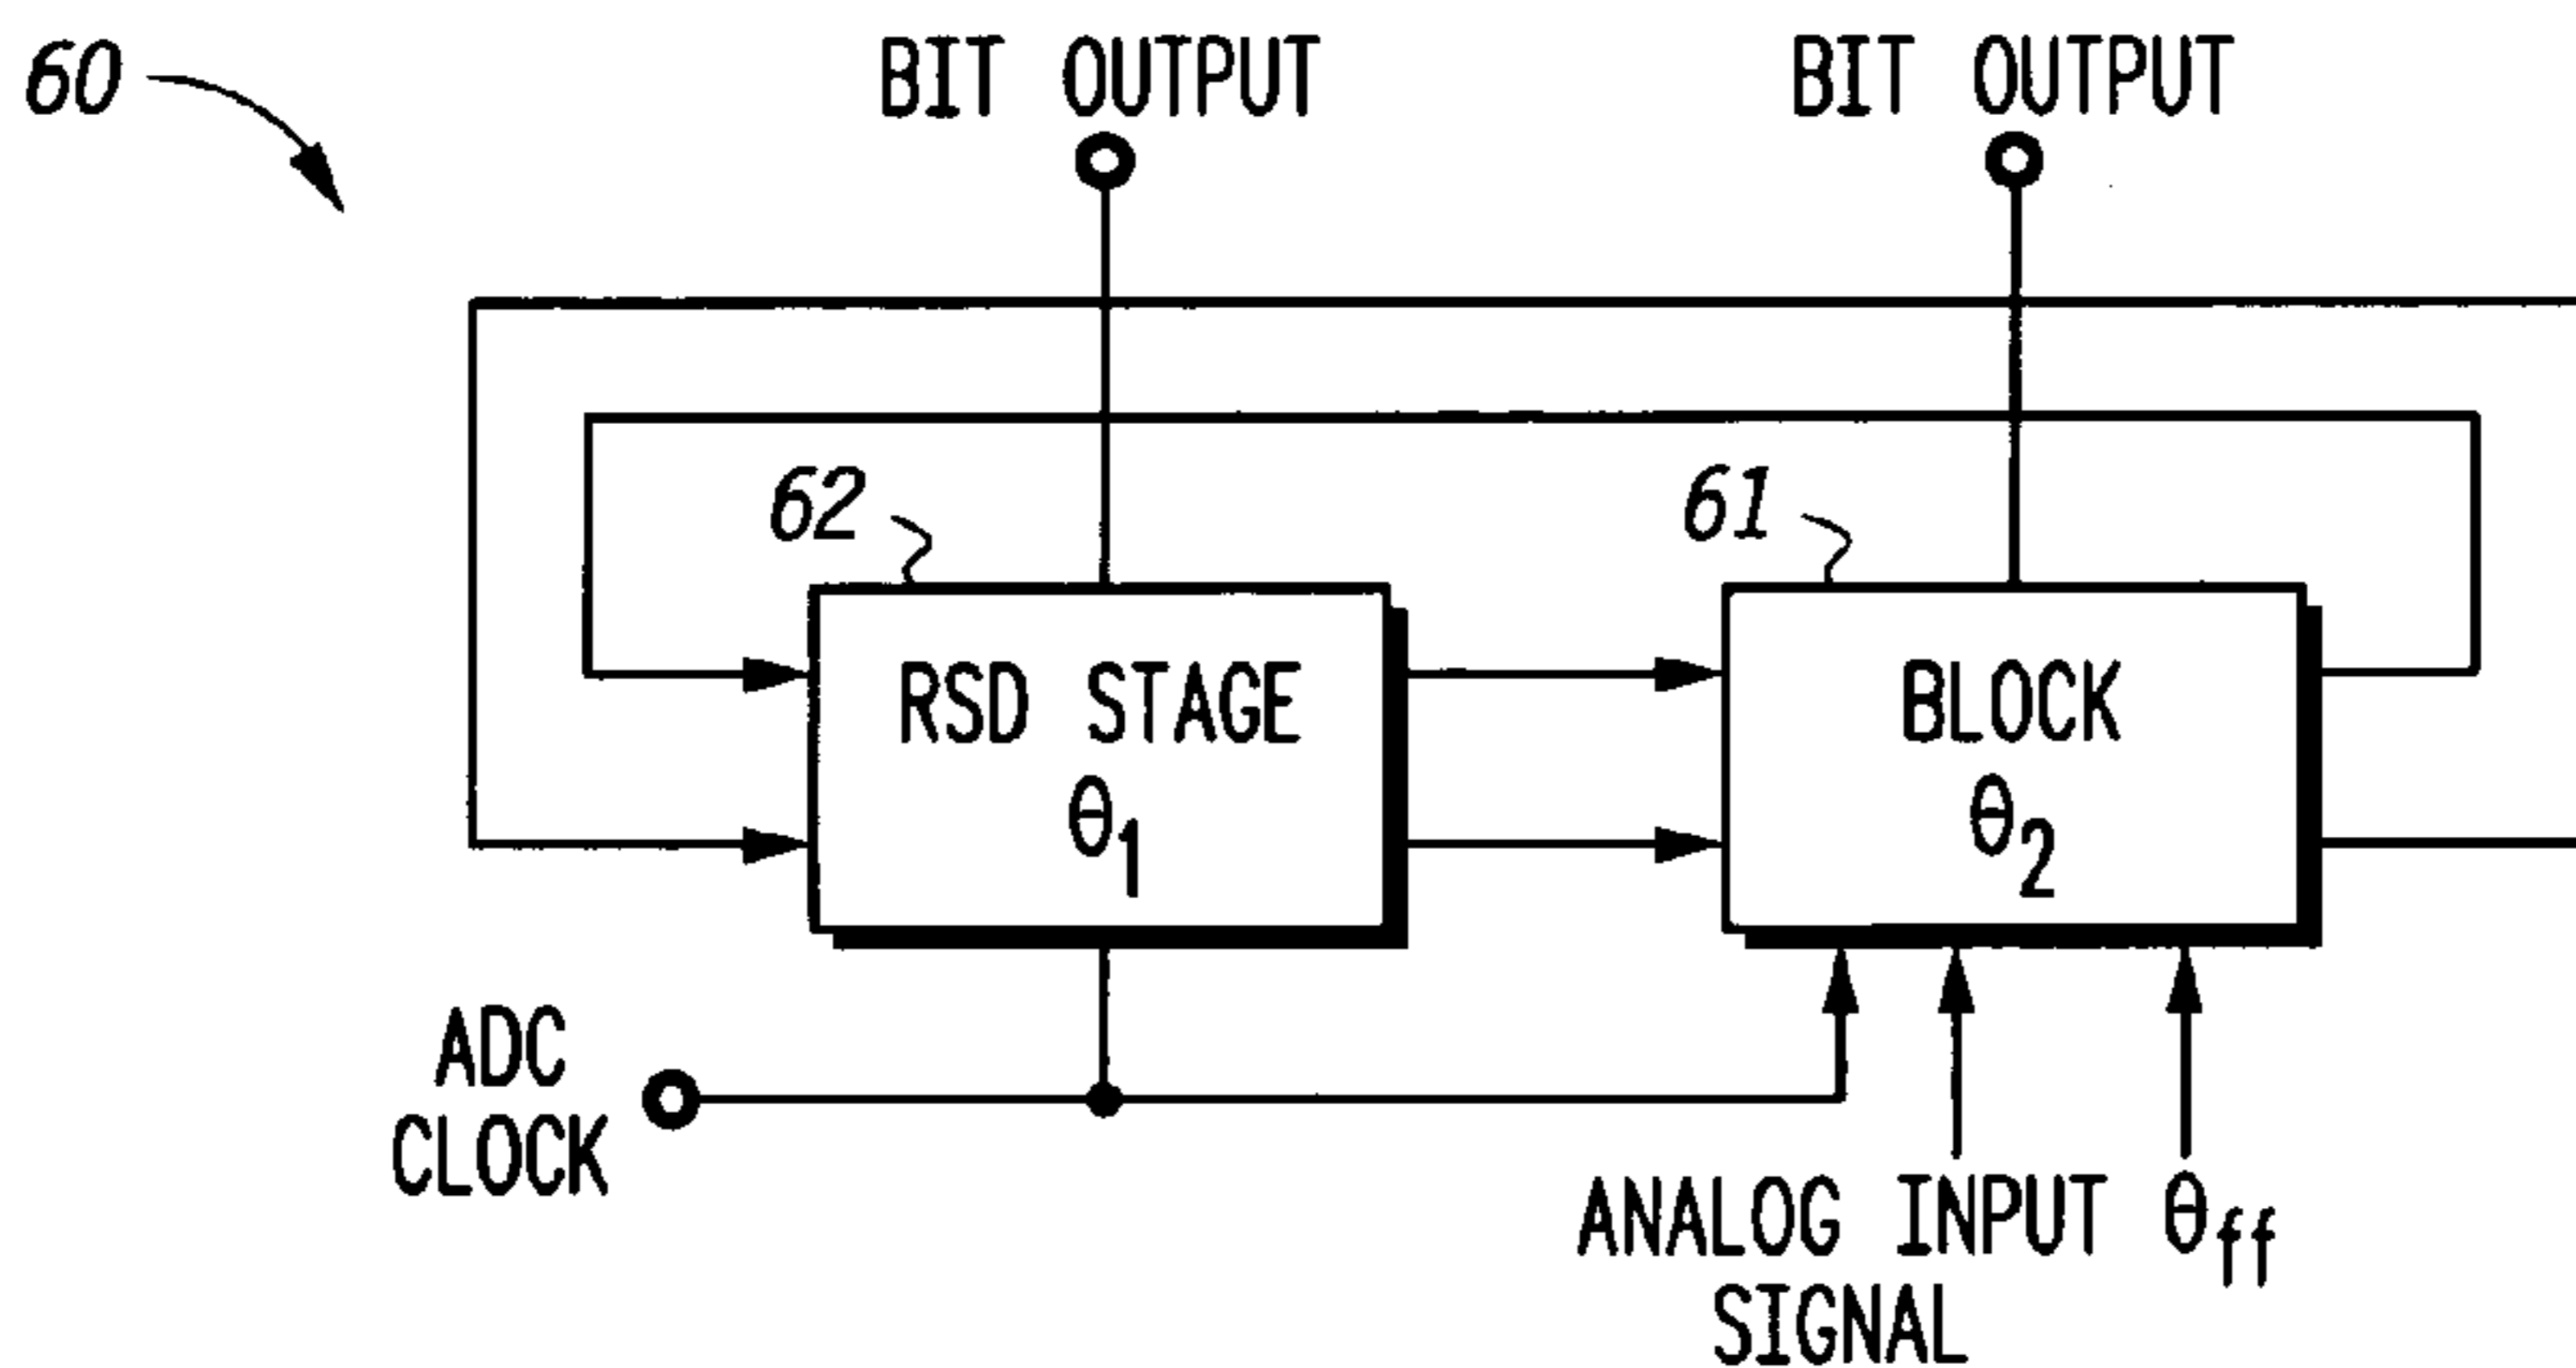 60
BIT OUTPUT
BIT OUTPUT
62
61
RSD STAGE
θ1
BLOCK
θ2
ADC
CLOCK
ANALOG INPUT
SIGNAL
θff